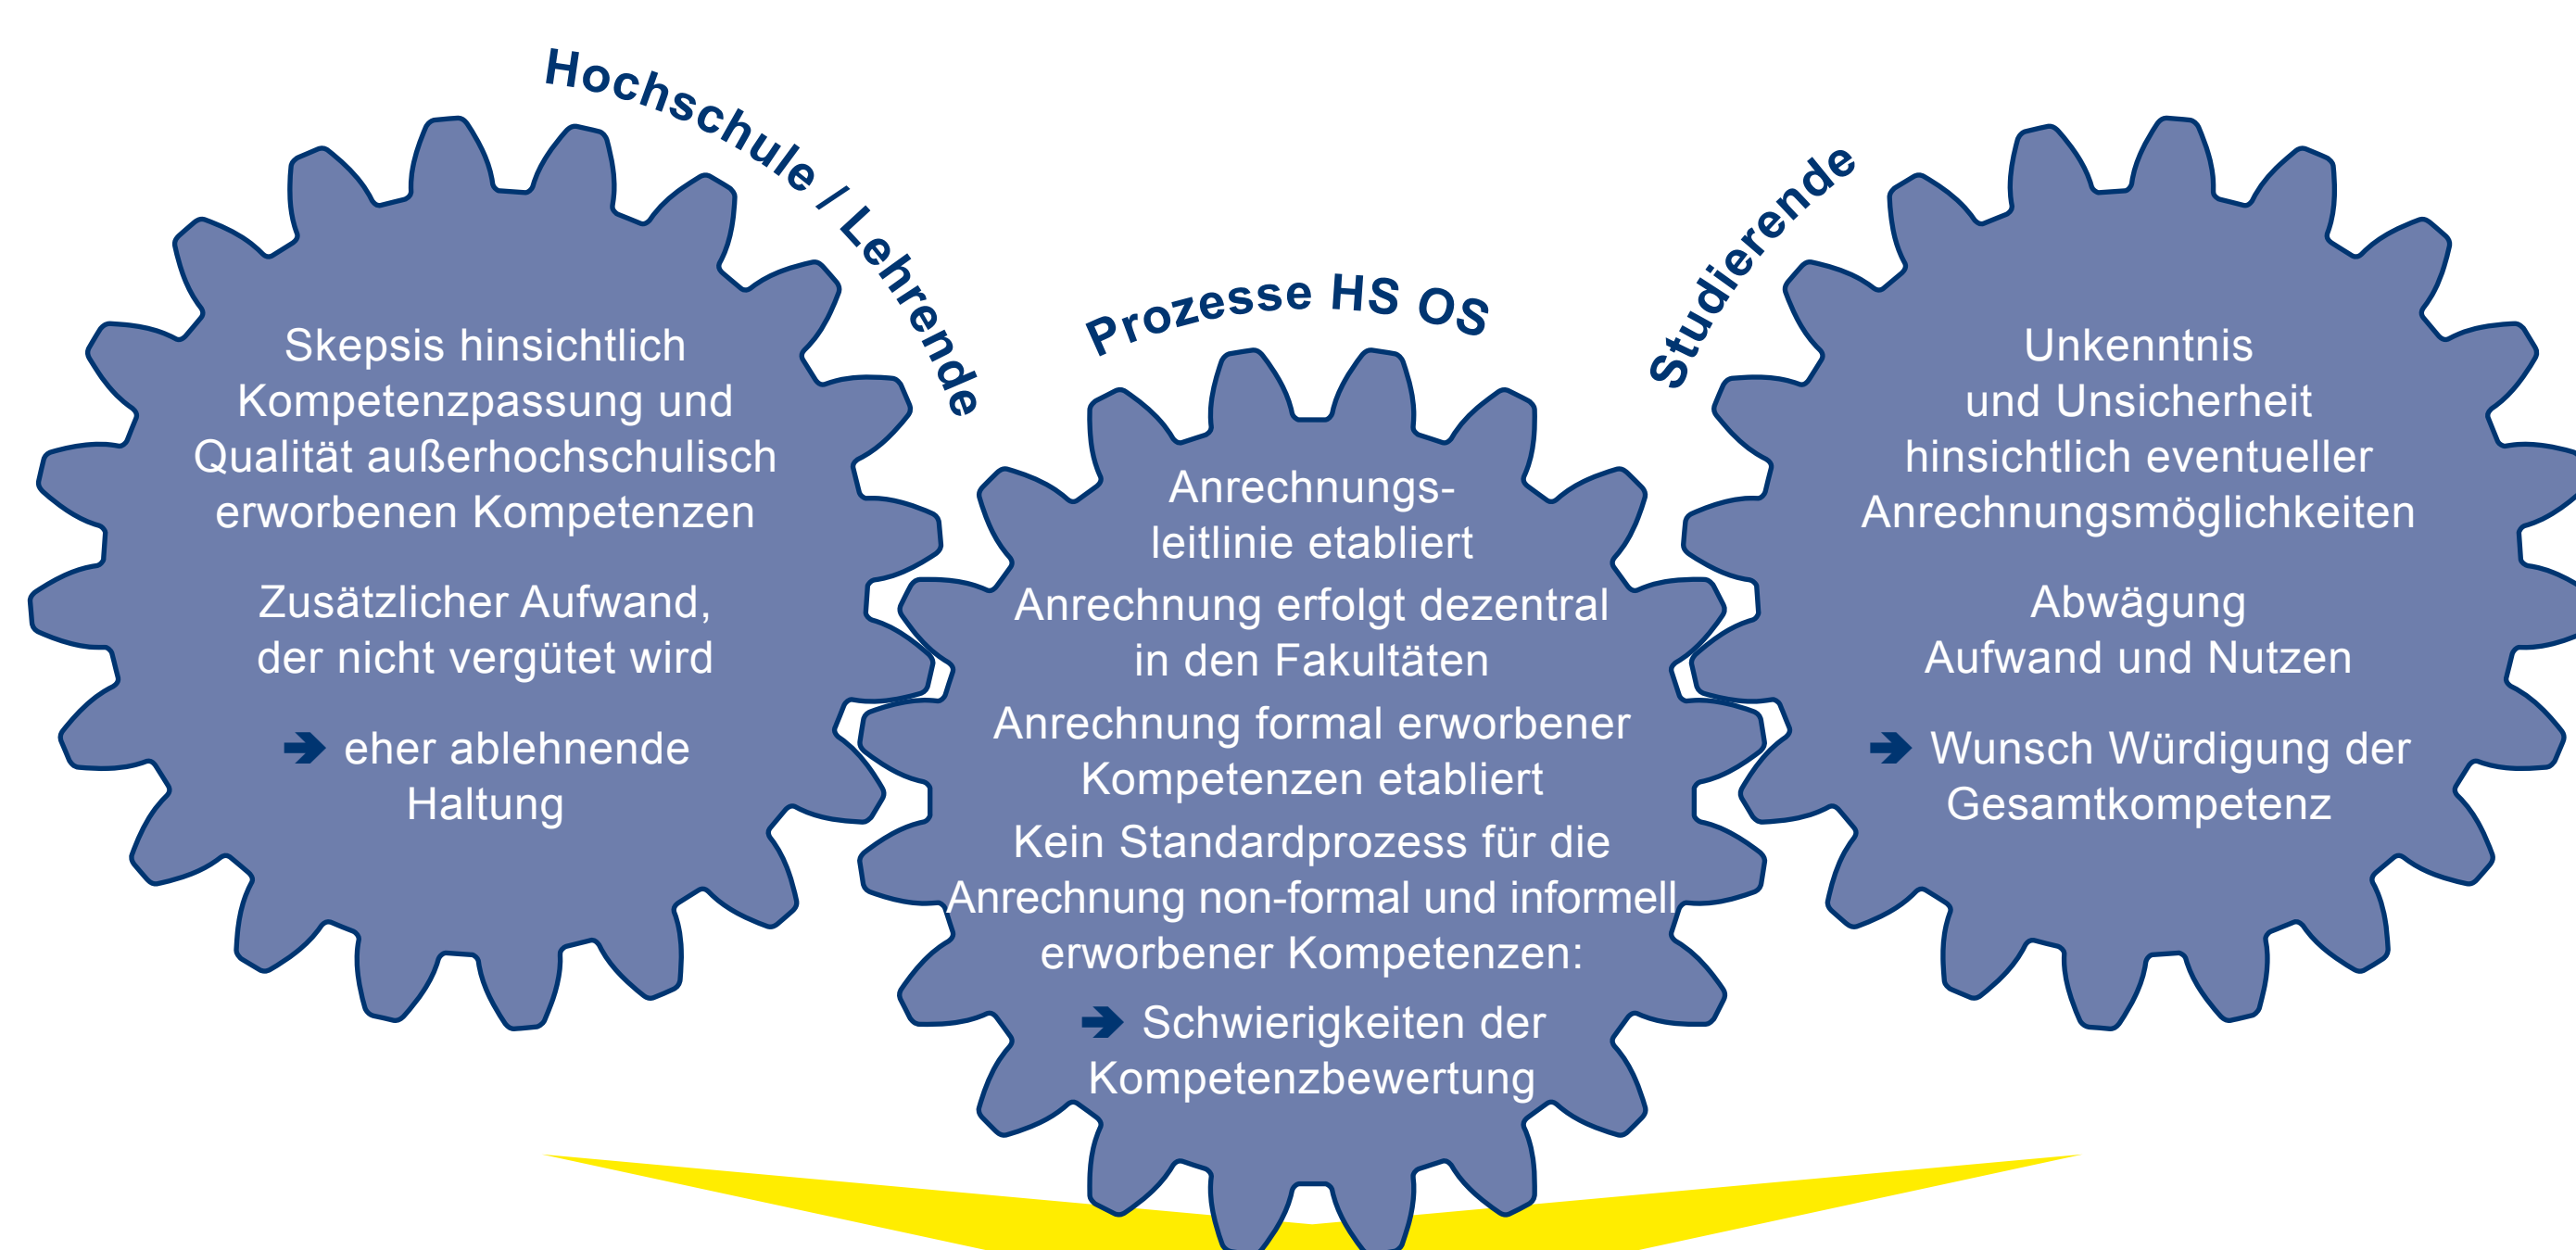 Hochschule / Lehrende
Skepsis hinsichtlich
Kompetenzpassung und
Qualität außerhochschulisch
erworbenen Kompetenzen
Zusätzlicher Aufwand,
der nicht vergütet wird
➔ eher ablehnende
Haltung
Prozesse HS OS
Anrechnungs-
leitlinie etabliert
Anrechnung erfolgt dezentral
in den Fakultäten
Anrechnung formal erworbener
Kompetenzen etabliert
Kein Standardprozess für die
Anrechnung non-formal und informell
erworbener Kompetenzen:
➔ Schwierigkeiten der
Kompetenzbewertung
Studierende
Unkenntnis
und Unsicherheit
hinsichtlich eventueller
Anrechnungsmöglichkeiten
Abwägung
Aufwand und Nutzen
➔ Wunsch Würdigung der
Gesamtkompetenz